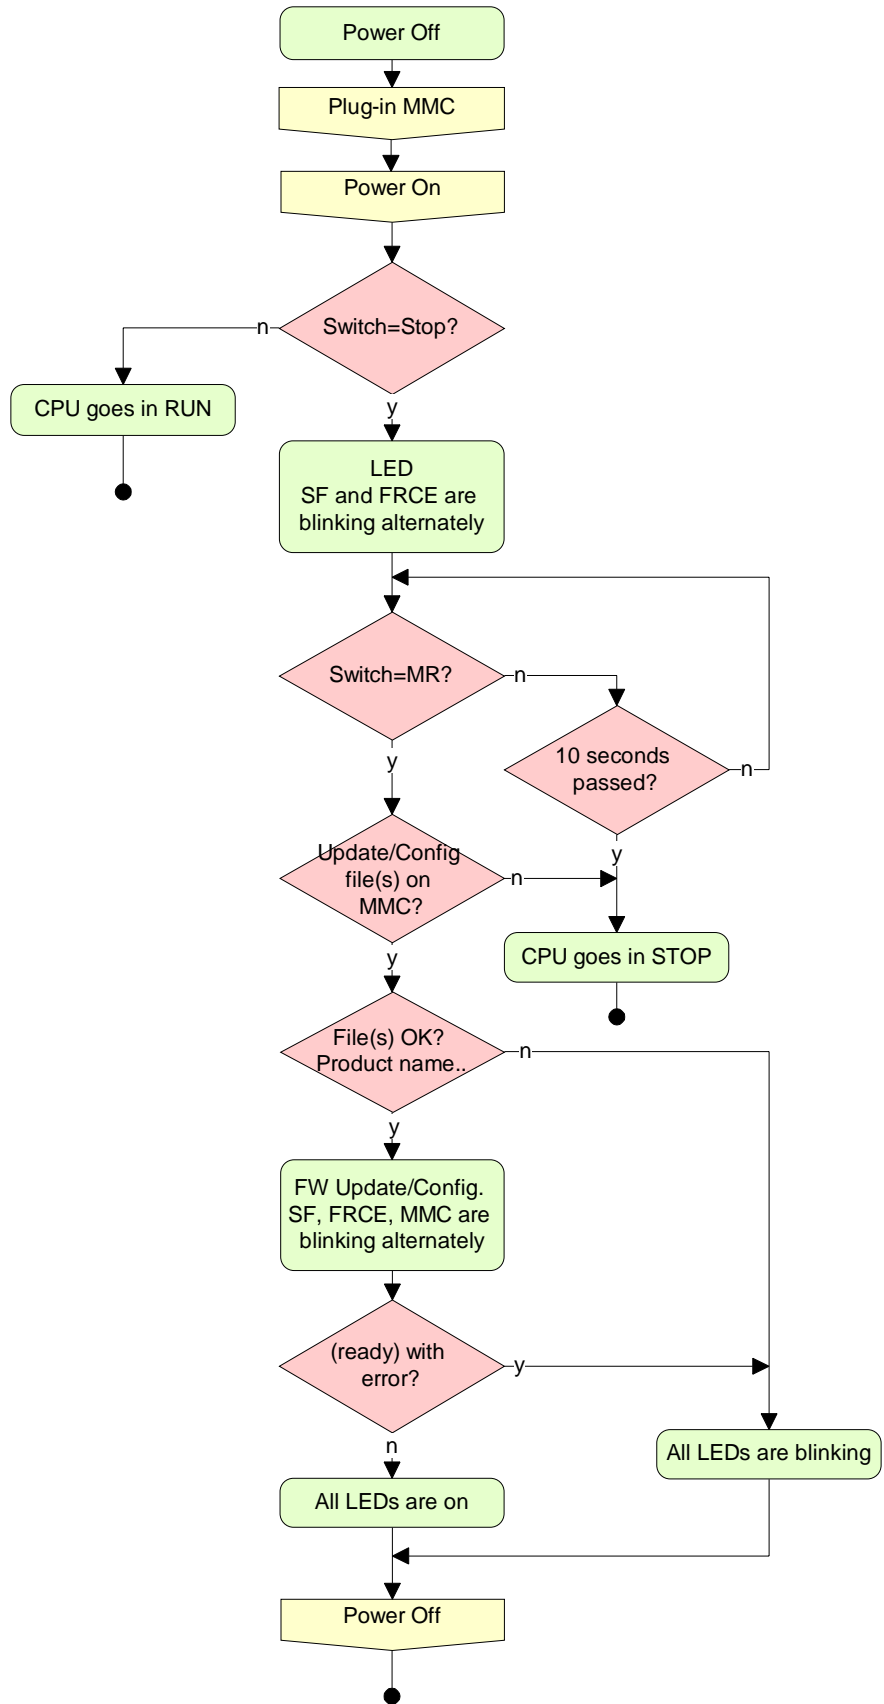 Power Off
Plug-in MMC
Power On
Switch=Stop?
n
CPU goes in RUN
y
LED
SF and FRCE are
blinking alternately
Switch=MR?
n
10 seconds
passed?
n
y
y
Update/Config
file(s) on
MMC?
n
CPU goes in STOP
y
File(s) OK?
Product name..
n
y
FW Update/Config.
SF, FRCE, MMC are
blinking alternately
(ready) with
error?
y
All LEDs are blinking
n
All LEDs are on
Power Off